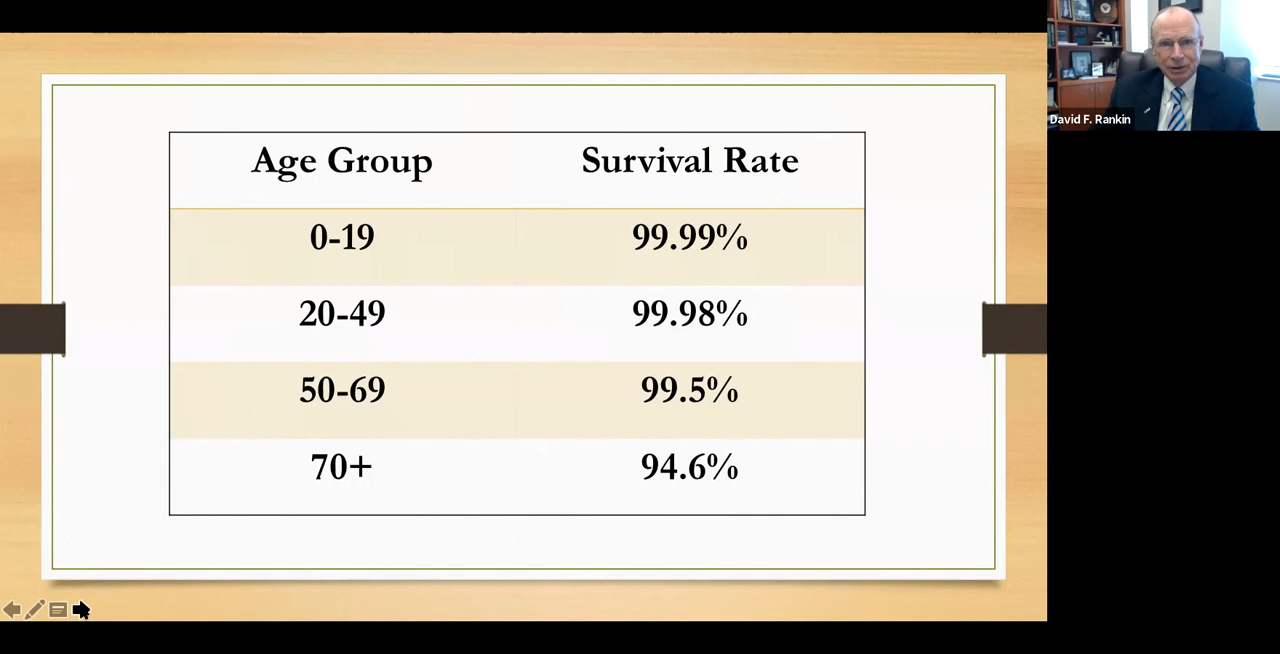 Age Group Survival Rate
0-19 99.99%
20-49 99.98%
50-69 99.5%
70+ 94.6%
David F. Rankin